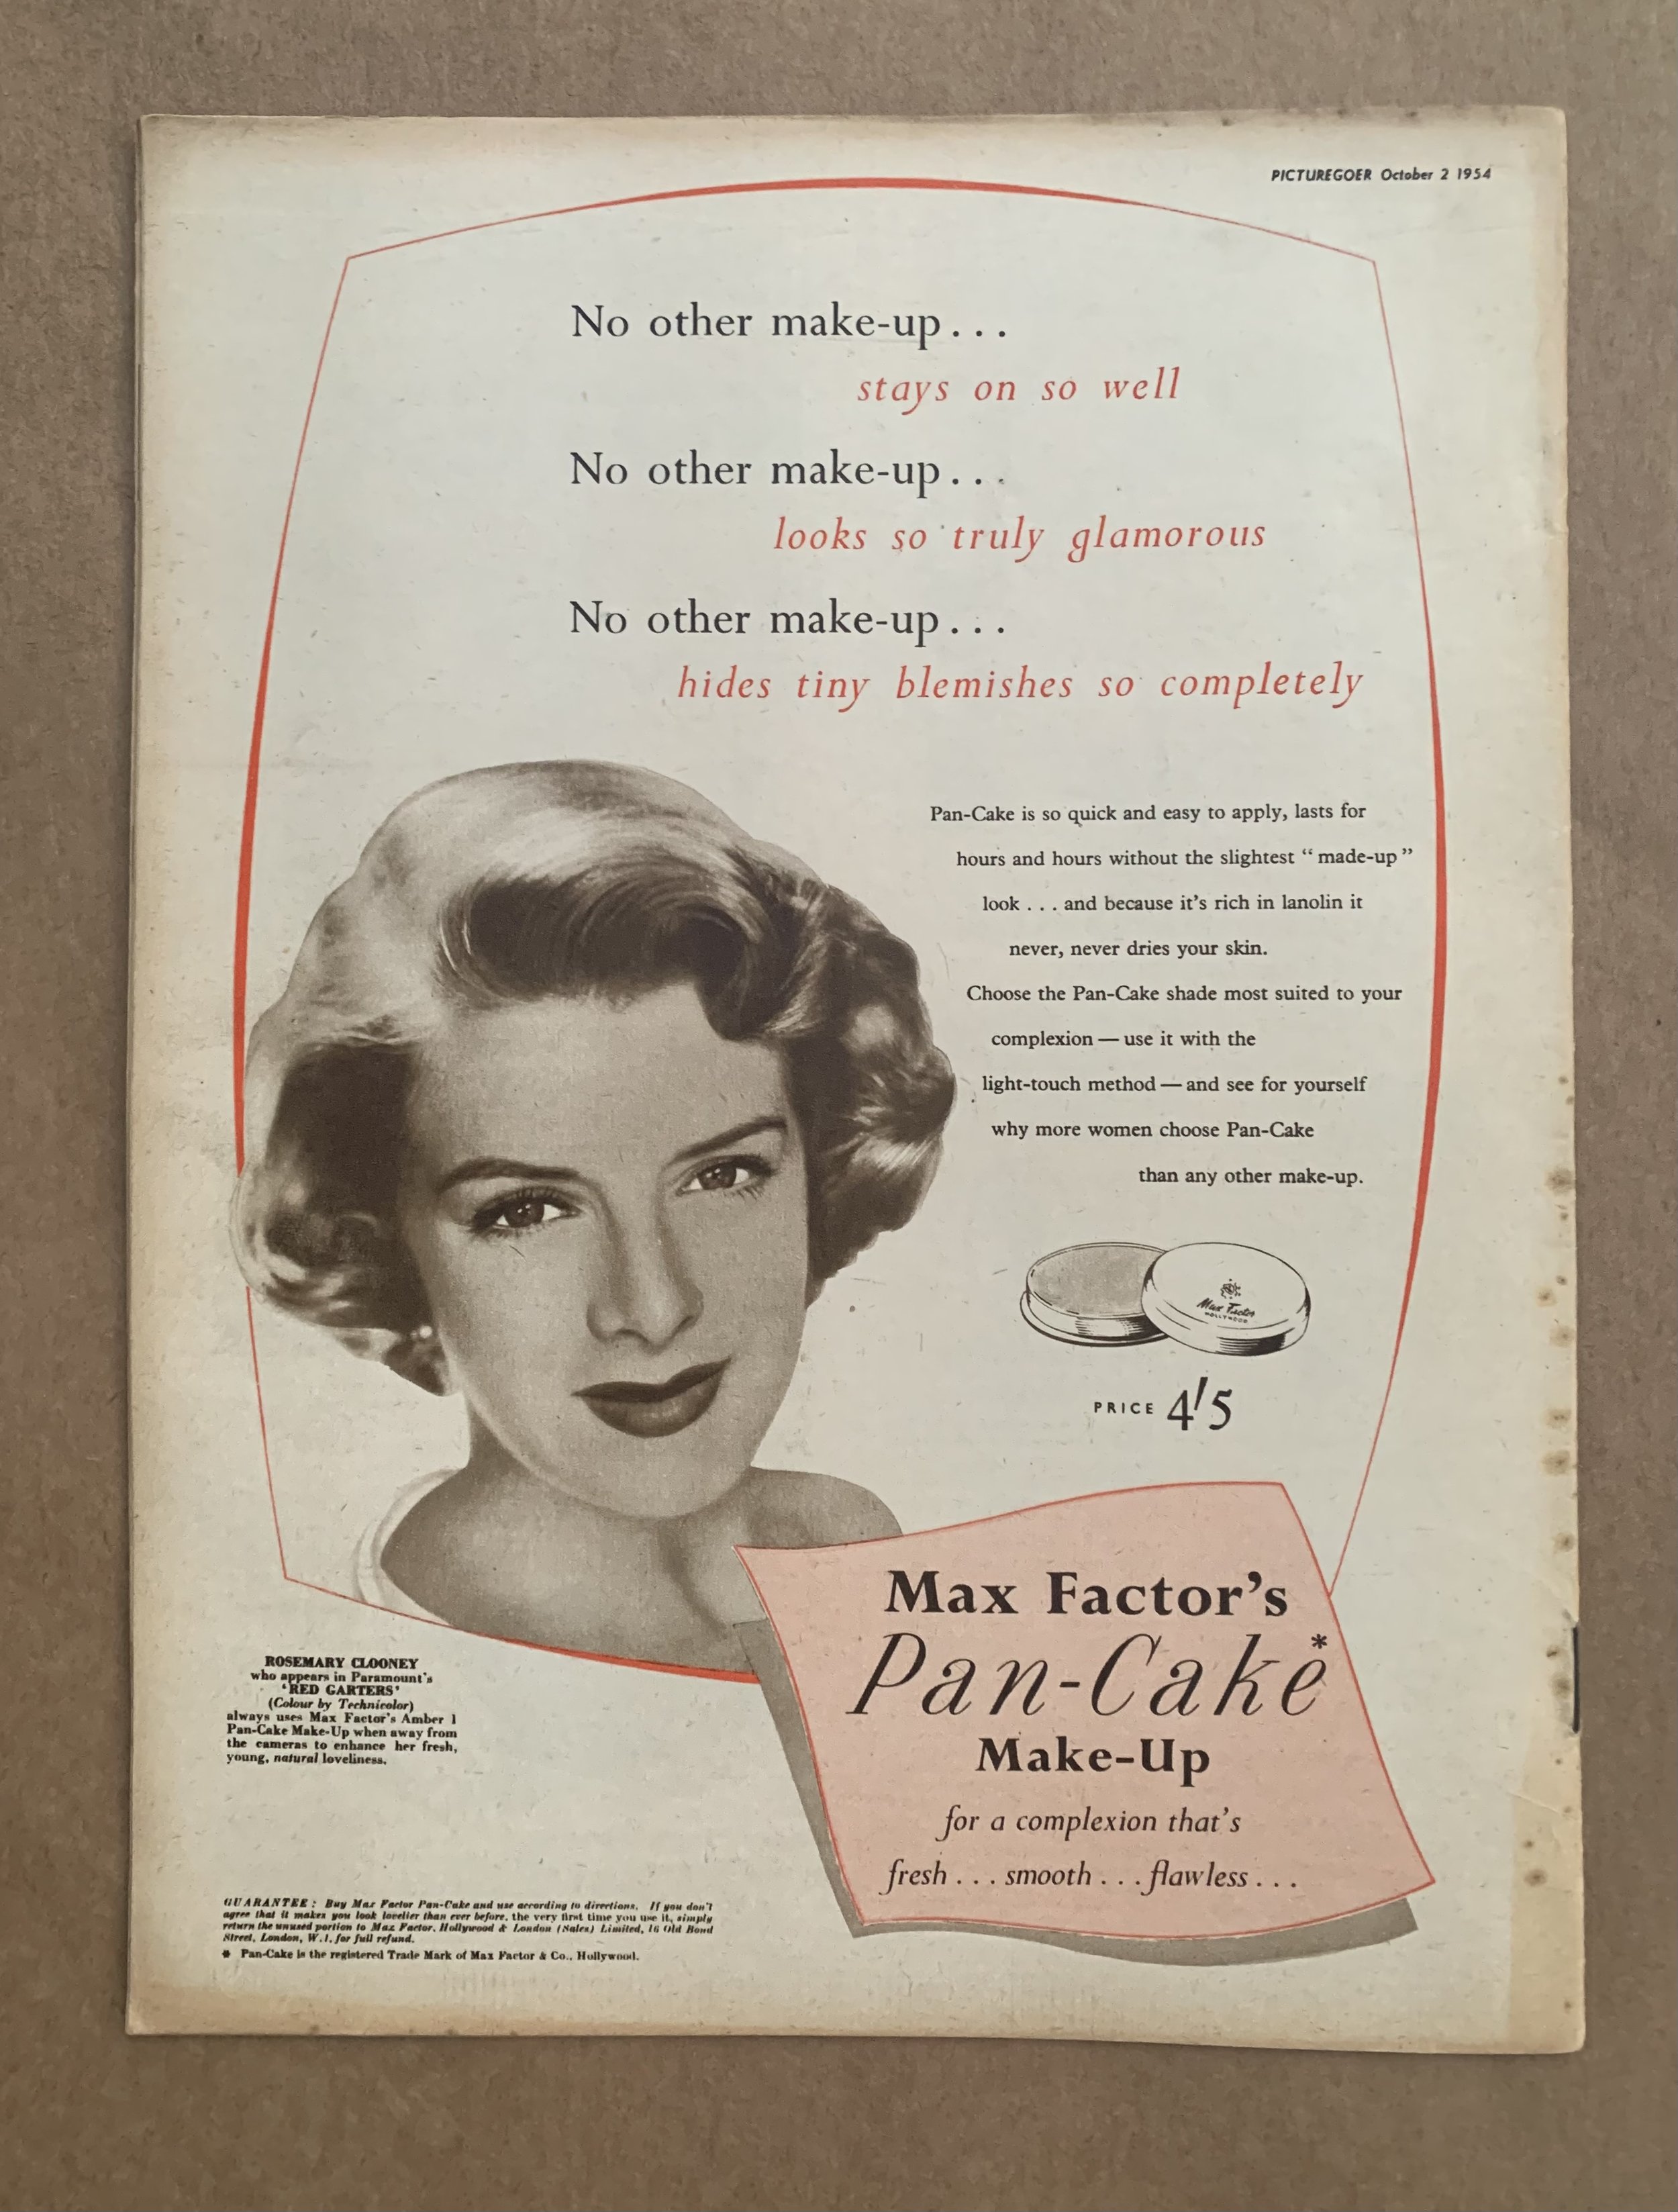 PICTUREGOER October 2 1954
No other make-up...
stays on so well
No other make-up...
looks so truly glamorous
No other make-up...
hides tiny blemishes so completely
Pan-Cake is so quick and easy to apply, lasts for
hours and hours without the slightest “made-up”
look . . . and because it’s rich in lanolin it
never, never dries your skin.
Choose the Pan-Cake shade most suited to your
complexion — use it with the
light-touch method — and see for yourself
why more women choose Pan-Cake
than any other make-up.
Max Factor
HOLLYWOOD
PRICE 4/5
Max Factor’s
Pan-Cake*
Make-Up
for a complexion that’s
fresh . . . smooth . . . flawless . . .
ROSEMARY CLOONEY
who appears in Paramount’s
‘RED GARTERS’
(Colour by Technicolor)
always uses Max Factor’s Amber 1
Pan-Cake Make-Up when away from
the cameras to enhance her fresh,
young, natural loveliness.
GUARANTEE: Buy Max Factor Pan-Cake and use according to directions. If you don’t
agree that it makes you look lovelier than ever before, the very first time you use it, simply
return the unused portion to Max Factor, Hollywood & London (Sales) Limited, 16 Old Bond
Street, London, W.1. for full refund.
* Pan-Cake is the registered Trade Mark of Max Factor & Co., Hollywood.